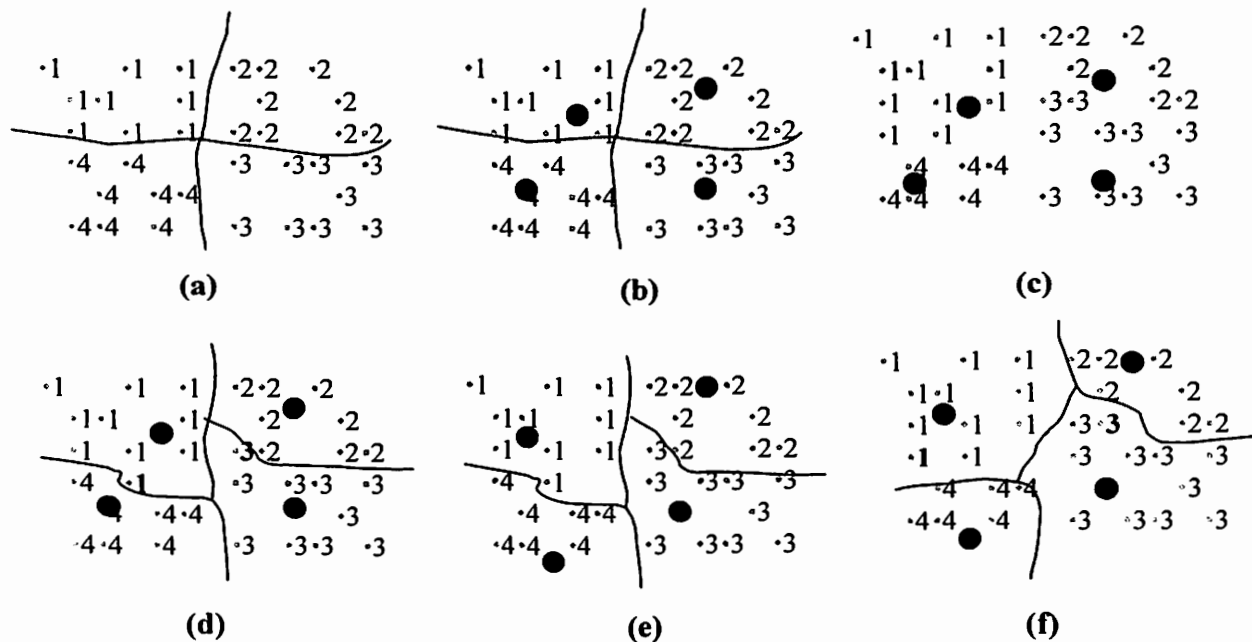 ·1 ·1 ·1 ·2·2 ·2
·1·1 ·1 ·2 ·2
·1 ·1 ·1 ·2·2 ·2·2
·4 ·4 ·3 ·3·3 ·3
·4 ·4·4 ·3
·4·4 ·4 ·3 ·3·3 ·3
(a)
·1 ·1 ·1 ·2·2 ·2
·1·1 ·1 ·2 ·2
·1 ·1 ·1 ·2·2 ·2·2
·4 ·4 ·3 ·3·3 ·3
·4 ·4·4 ·3
·4·4 ·4 ·3 ·3·3 ·3
(b)
·1 ·1 ·1 ·2·2 ·2
·1·1 ·1 ·2
·1 ·1·1 ·3·3 ·2·2
·1 ·1 ·3 ·3·3 ·3
·4 ·4·4 ·3
·4·4 ·4 ·3 ·3·3 ·3
(c)
·1 ·1 ·1 ·2·2 ·2
·1·1 ·1 ·2 ·2
·1 ·1 ·1 ·3·2 ·2·2
·4 ·1 ·3 ·3·3 ·3
·4 ·4·4 ·3
·4·4 ·4 ·3 ·3·3 ·3
(d)
·1 ·1 ·1 ·2·2 ·2
·1·1 ·1 ·2 ·2
·1 ·1 ·1 ·3·2 ·2·2
·4 ·1 ·3 ·3·3 ·3
·4 ·4·4 ·3
·4·4 ·4 ·3 ·3·3 ·3
(e)
·1 ·1 ·1 ·2·2 ·2
·1·1 ·1 ·2 ·2
·1 ·1 ·3·3 ·2·2
·1 ·1 ·3 ·3·3 ·3
·4 ·4·4 ·3
·4·4 ·4 ·3 ·3·3 ·3
(f)